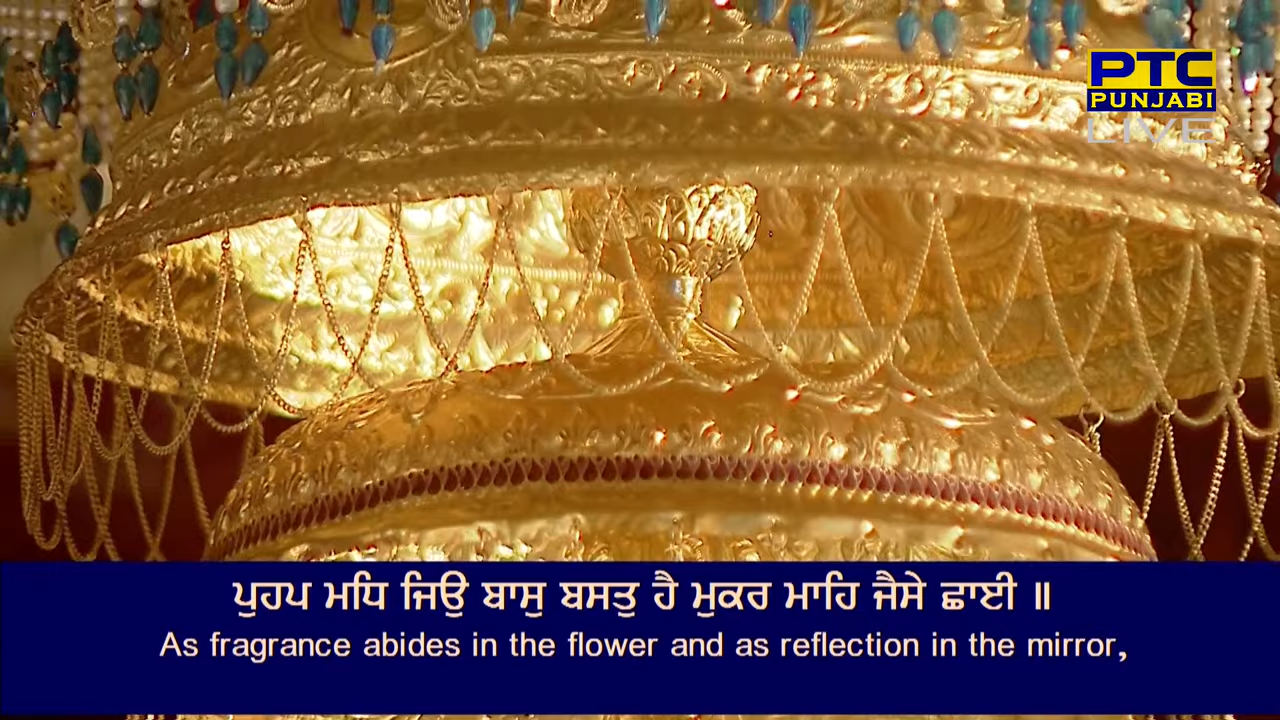 PTC
PUNJABI
LIVE
ਪੁਹਪ ਮਧਿ ਜਿਉ ਬਾਸੁ ਬਸਤੁ ਹੈ ਮੁਕਰ ਮਾਹਿ ਜੈਸੇ ਛਾਈ ॥
As fragrance abides in the flower and as reflection in the mirror,